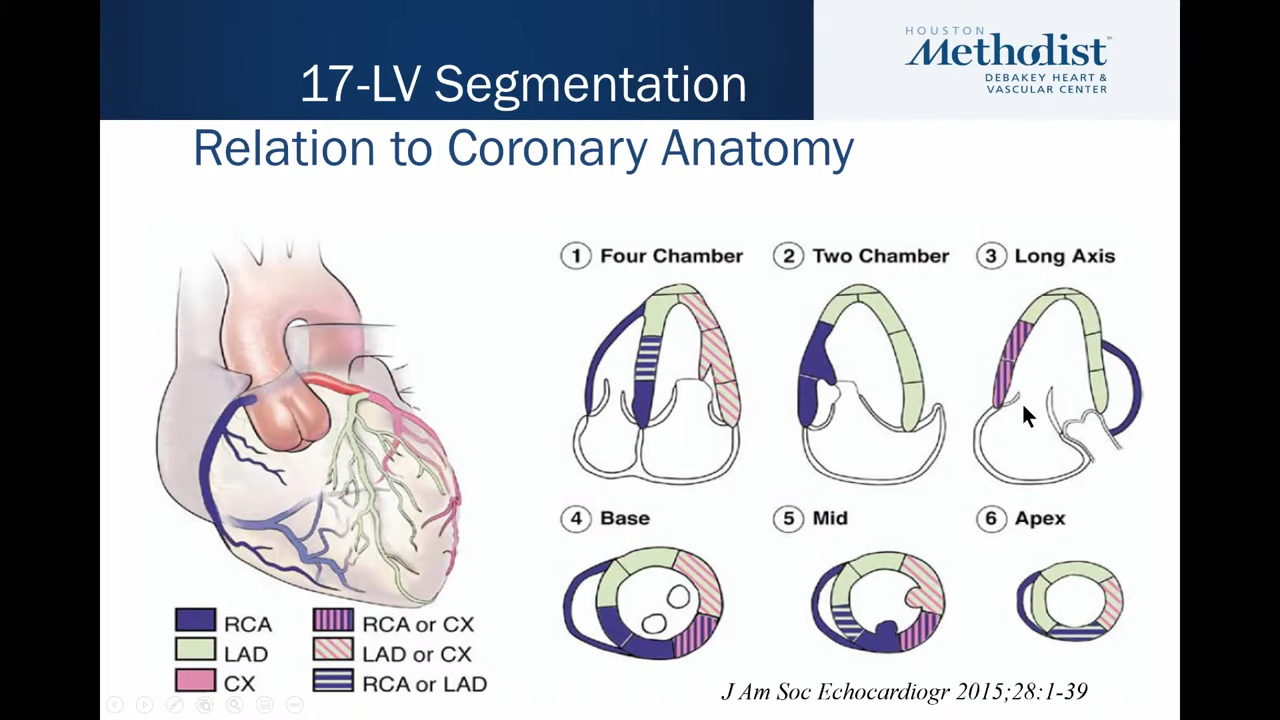 17-LV Segmentation
Relation to Coronary Anatomy
HOUSTON
Methodist
DEBAKEY HEART &
VASCULAR CENTER
1 Four Chamber
2 Two Chamber
3 Long Axis
4 Base
5 Mid
6 Apex
RCA
LAD
CX
RCA or CX
LAD or CX
RCA or LAD
J Am Soc Echocardiogr 2015;28:1-39